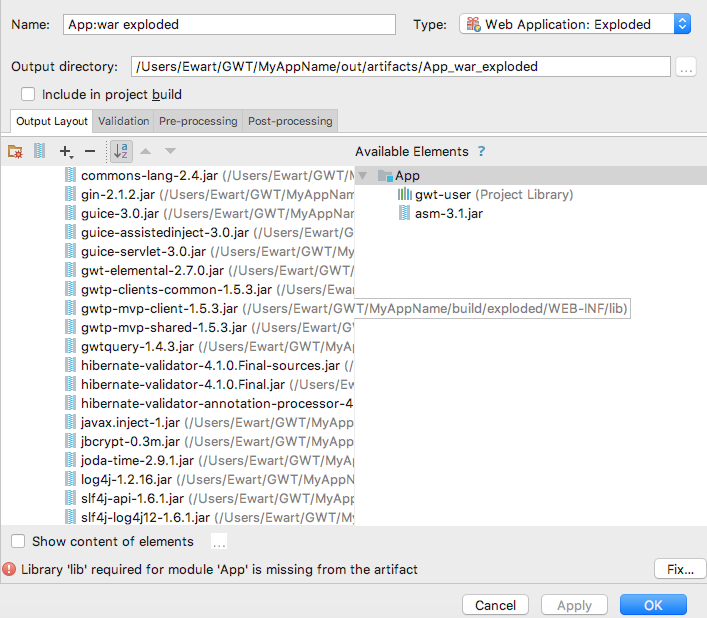 Name: App:war exploded Type: Web Application: Exploded
Output directory: /Users/Ewart/GWT/MyAppName/out/artifacts/App_war_exploded ...
Include in project build
Output Layout Validation Pre-processing Post-processing
Available Elements ?
commons-lang-2.4.jar (/Users/Ewart/GWT/M
gin-2.1.2.jar (/Users/Ewart/GWT/MyAppNam
guice-3.0.jar (/Users/Ewart/GWT/MyAppNam
guice-assistedinject-3.0.jar (/Users/Ewart/
guice-servlet-3.0.jar (/Users/Ewart/GWT/My
gwt-elemental-2.7.0.jar (/Users/Ewart/GWT
gwtp-clients-common-1.5.3.jar (/Users/Ewa
gwtp-mvp-client-1.5.3.jar (/Users/Ewart/GWT/MyAppName/build/exploded/WEB-INF/lib)
gwtp-mvp-shared-1.5.3.jar (/Users/Ewart/G
gwtquery-1.4.3.jar (/Users/Ewart/GWT/MyA
hibernate-validator-4.1.0.Final-sources.jar (/
hibernate-validator-4.1.0.Final.jar (/Users/Ew
hibernate-validator-annotation-processor-4
javax.inject-1.jar (/Users/Ewart/GWT/MyApp
jbcrypt-0.3m.jar (/Users/Ewart/GWT/MyApp
joda-time-2.9.1.jar (/Users/Ewart/GWT/MyA
log4j-1.2.16.jar (/Users/Ewart/GWT/MyAppN
slf4j-api-1.6.1.jar (/Users/Ewart/GWT/MyAp
slf4j-log4j12-1.6.1.jar (/Users/Ewart/GWT/My
App
gwt-user (Project Library)
asm-3.1.jar
Show content of elements ...
Library 'lib' required for module 'App' is missing from the artifact Fix...
Cancel Apply OK